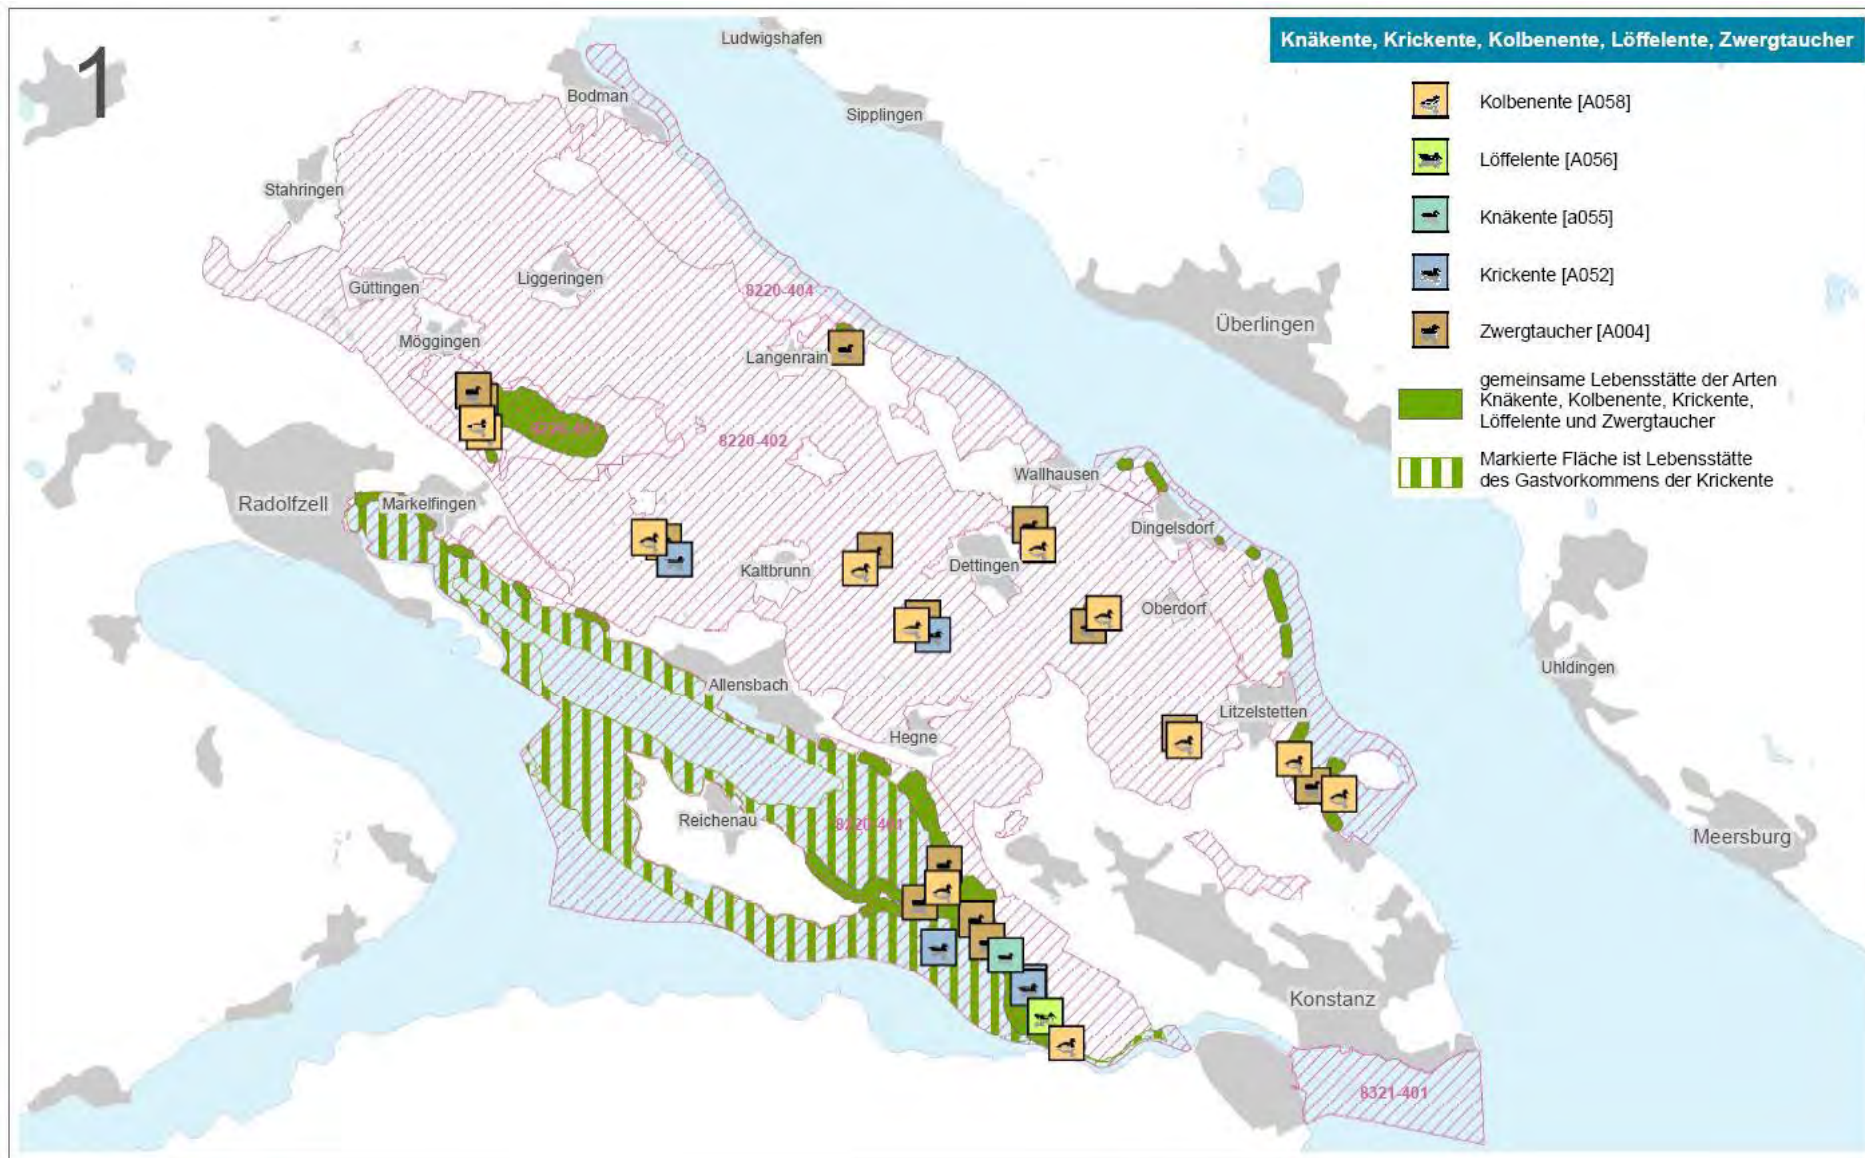 1
Knäkente, Krickente, Kolbenente, Löffelente, Zwergtaucher
Kolbenente [A058]
Löffelente [A056]
Knäkente [a055]
Krickente [A052]
Zwergtaucher [A004]
gemeinsame Lebensstätte der Arten
Knäkente, Kolbenente, Krickente,
Löffelente und Zwergtaucher
Markierte Fläche ist Lebensstätte
des Gastvorkommens der Krickente
Ludwigshafen
Bodman
Sipplingen
Stahringen
Güttingen
Liggeringen
8220-404
Überlingen
Möggingen
Langenrain
8220-402
Wallhausen
Radolfzell
Markelfingen
Dingelsdorf
Kaltbrunn
Dettingen
Oberdorf
Uhldingen
Allensbach
Litzelstetten
Hegne
Reichenau
8220-401
Meersburg
Konstanz
8321-401